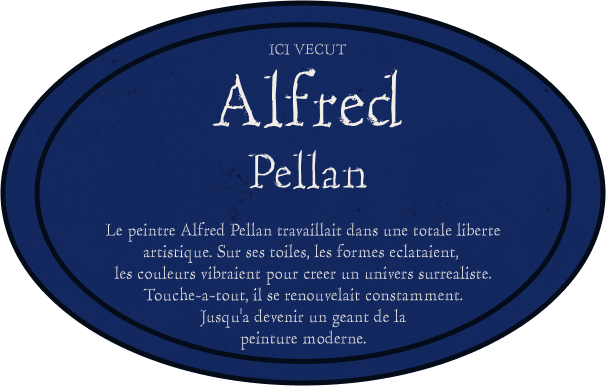 ICI VECUT
Alfred
Pellan
Le peintre Alfred Pellan travaillait dans une totale liberte
artistique. Sur ses toiles, les formes eclataient,
les couleurs vibraient pour creer un univers surrealiste.
Touche-a-tout, il se renouvelait constamment.
Jusqu'a devenir un geant de la
peinture moderne.